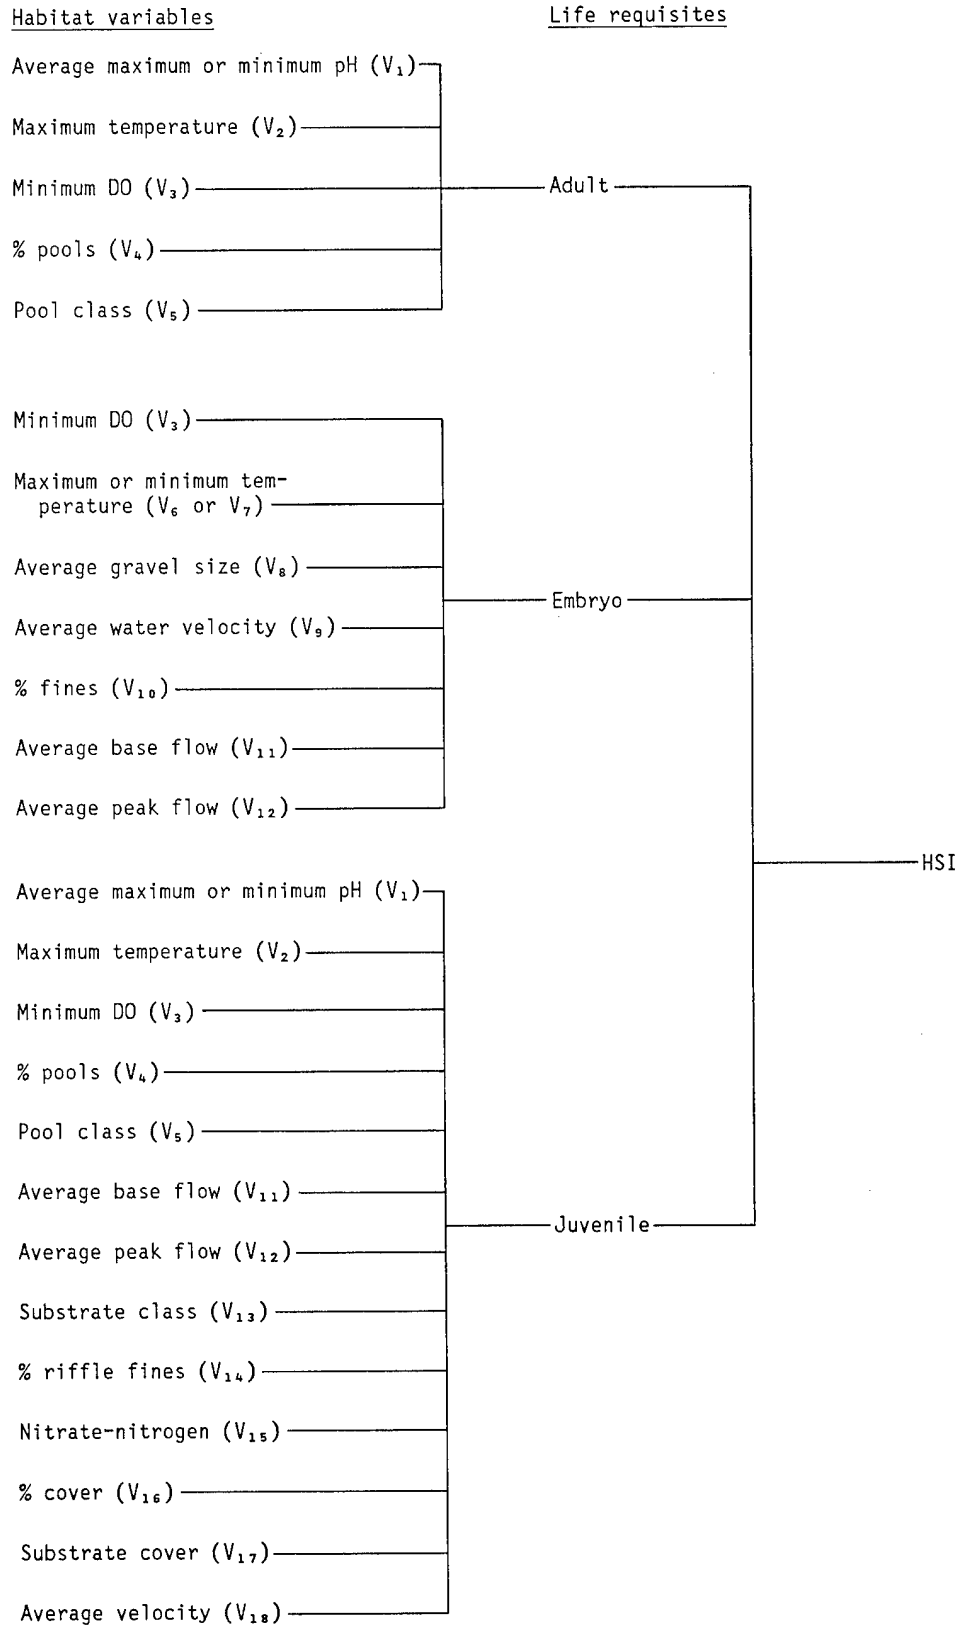 Habitat variables
Life requisites
Average maximum or minimum pH (V₁)
Maximum temperature (V₂)
Minimum DO (V₃)
Adult
% pools (V₄)
Pool class (V₅)
Minimum DO (V₃)
Maximum or minimum tem-
perature (V₆ or V₇)
Average gravel size (V₈)
Embryo
Average water velocity (V₉)
% fines (V₁₀)
Average base flow (V₁₁)
Average peak flow (V₁₂)
HSI
Average maximum or minimum pH (V₁)
Maximum temperature (V₂)
Minimum DO (V₃)
% pools (V₄)
Pool class (V₅)
Average base flow (V₁₁)
Juvenile
Average peak flow (V₁₂)
Substrate class (V₁₃)
% riffle fines (V₁₄)
Nitrate-nitrogen (V₁₅)
% cover (V₁₆)
Substrate cover (V₁₇)
Average velocity (V₁₈)